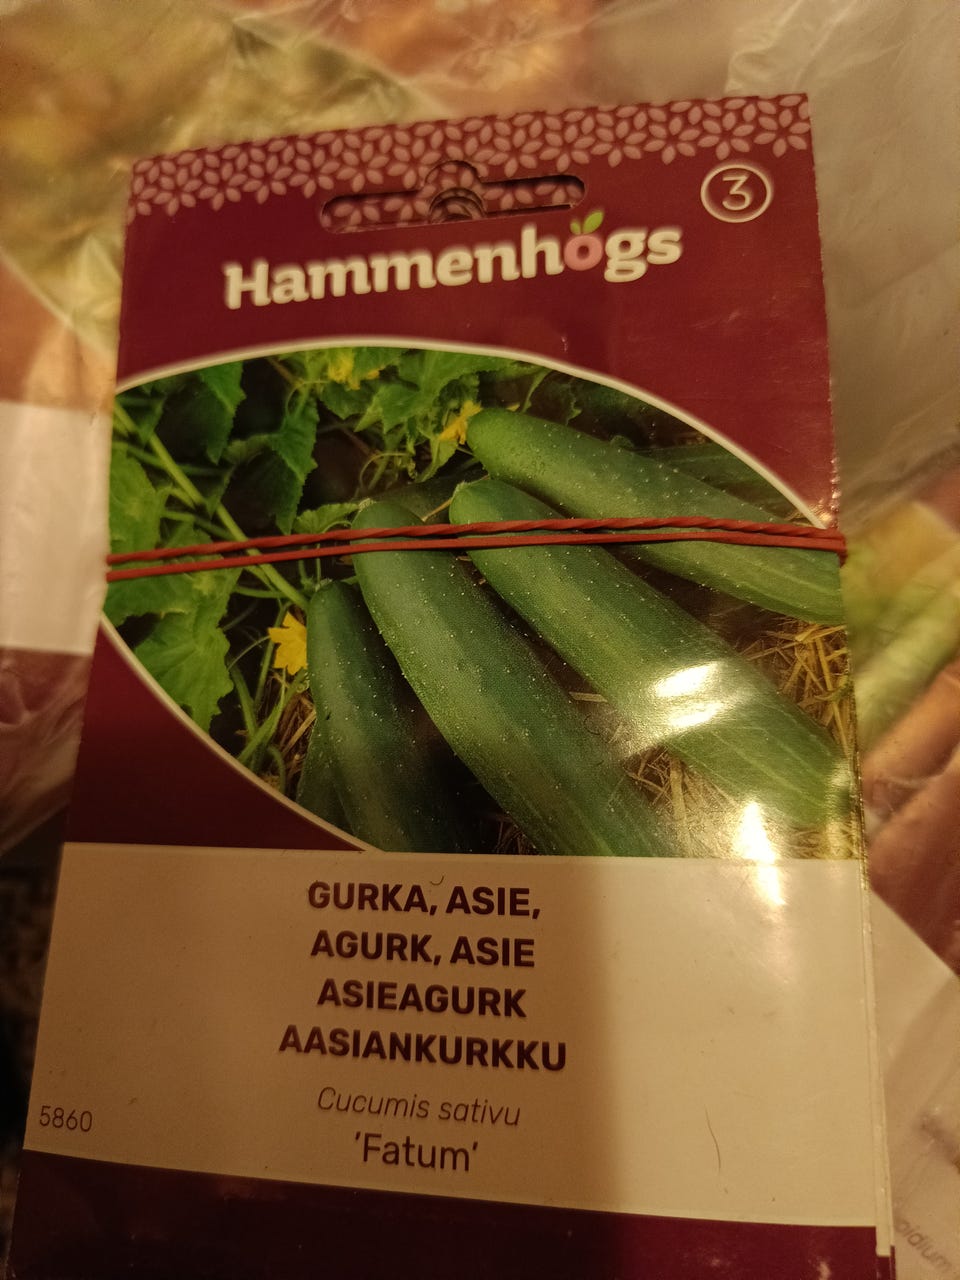 3
Hammenhögs
GURKA, ASIE,
AGURK, ASIE
ASIEAGURK
AASIANKURKKU
Cucumis sativu
'Fatum'
5860